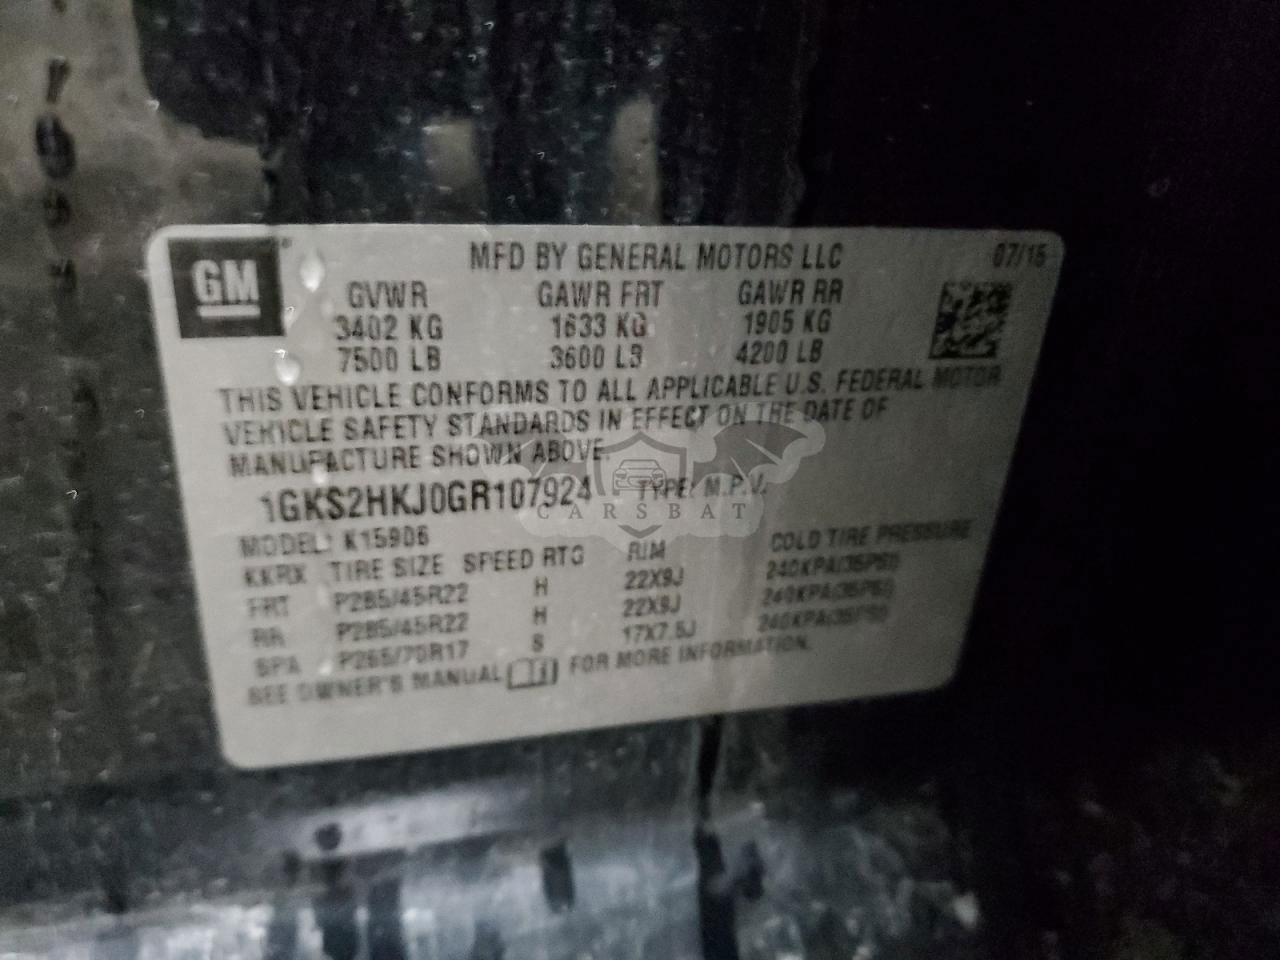 GM
MFD BY GENERAL MOTORS LLC 07/15
GVWR GAWR FRT GAWR RR
3402 KG 1633 KG 1905 KG
7500 LB 3600 LB 4200 LB
THIS VEHICLE CONFORMS TO ALL APPLICABLE U.S. FEDERAL MOTOR
VEHICLE SAFETY STANDARDS IN EFFECT ON THE DATE OF
MANUFACTURE SHOWN ABOVE.
1GKS2HKJ0GR107924 TYPE: M.P.V.
CARSBAT
MODEL: K15906
KKRX TIRE SIZE SPEED RTG RIM COLD TIRE PRESSURE
FRT P285/45R22 H 22X9J 240KPA(35PSI)
RR P285/45R22 H 22X9J 240KPA(35PSI)
SPA P265/70R17 S 17X7.5J 240KPA(35PSI)
SEE OWNER'S MANUAL FOR MORE INFORMATION.